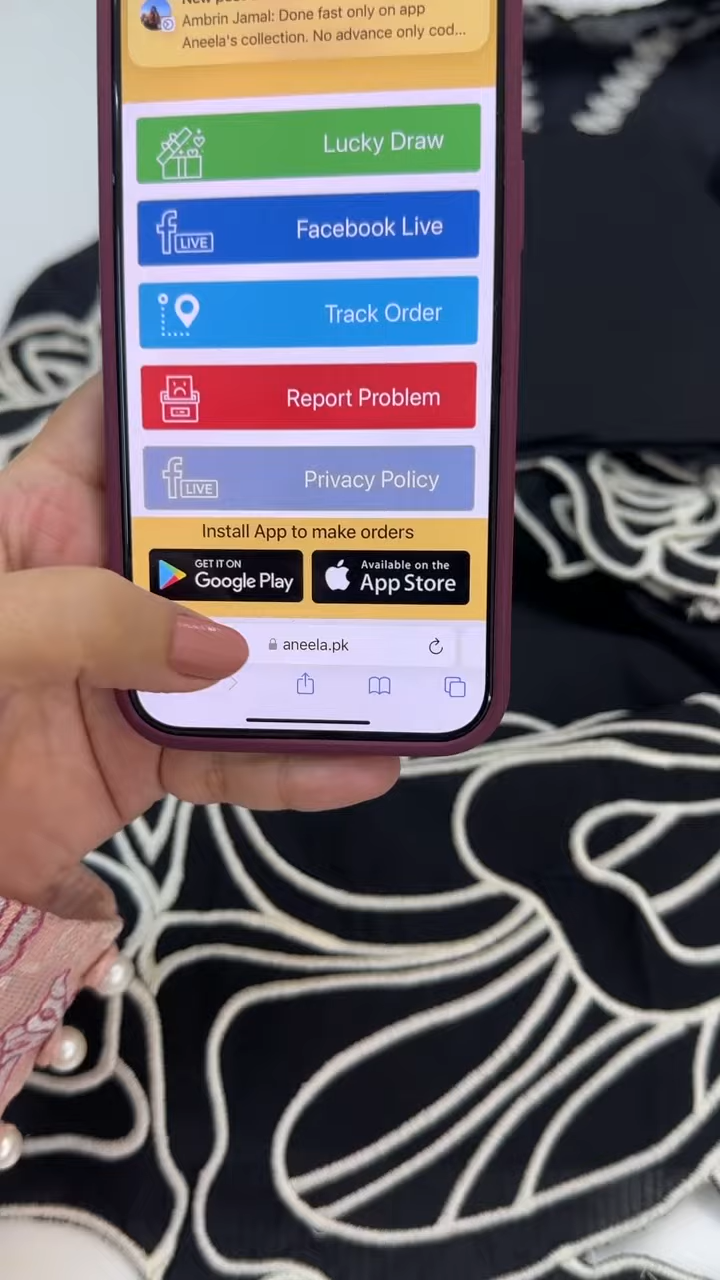 Ambrin Jamal: Done fast only on app
Aneela's collection. No advance only cod...
Lucky Draw
LIVE
Facebook Live
Track Order
Report Problem
LIVE
Privacy Policy
Install App to make orders
GET IT ON
Google Play
Available on the
App Store
aneela.pk